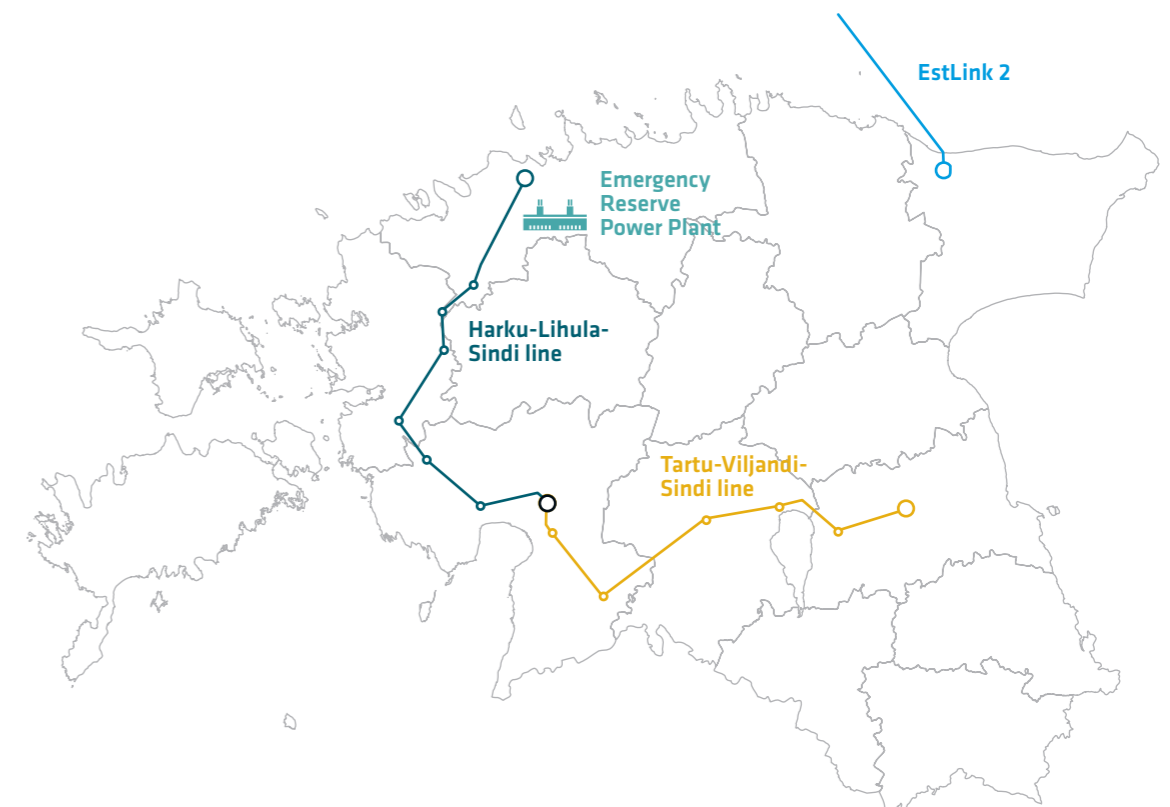 EstLink 2
Emergency
Reserve
Power Plant
Harku-Lihula-
Sindi line
Tartu-Viljandi-
Sindi line